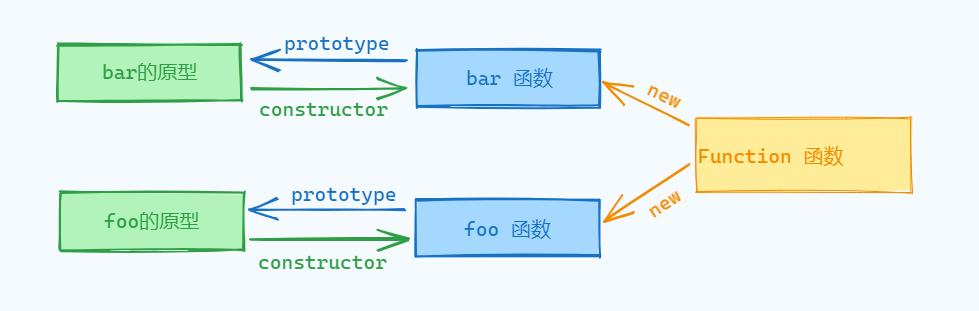 prototype
bar的原型
bar 函数
constructor
new
Function 函数
prototype
new
foo的原型
foo 函数
constructor